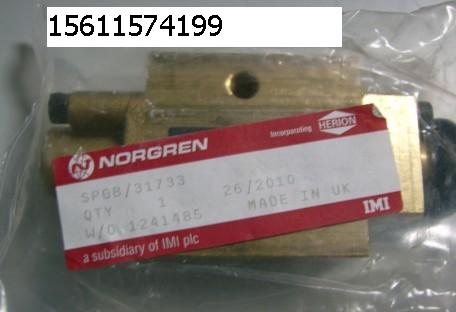 15611574199
NORGREN
Incorporating HERION
SPGB/31733
QTY 1 26/2010
W/O 1241485 MADE IN UK
a subsidiary of IMI plc
IMI